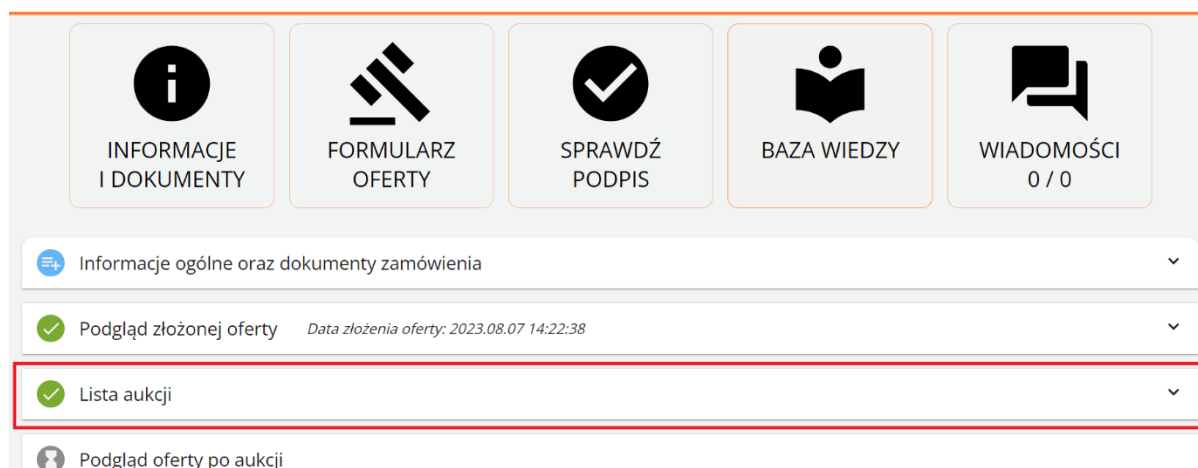 INFORMACJE
I DOKUMENTY
FORMULARZ
OFERTY
SPRAWDŹ
PODPIS
BAZA WIEDZY
WIADOMOŚCI
0 / 0
Informacje ogólne oraz dokumenty zamówienia
Podgląd złożonej oferty Data złożenia oferty: 2023.08.07 14:22:38
Lista aukcji
Podgląd oferty po aukcji